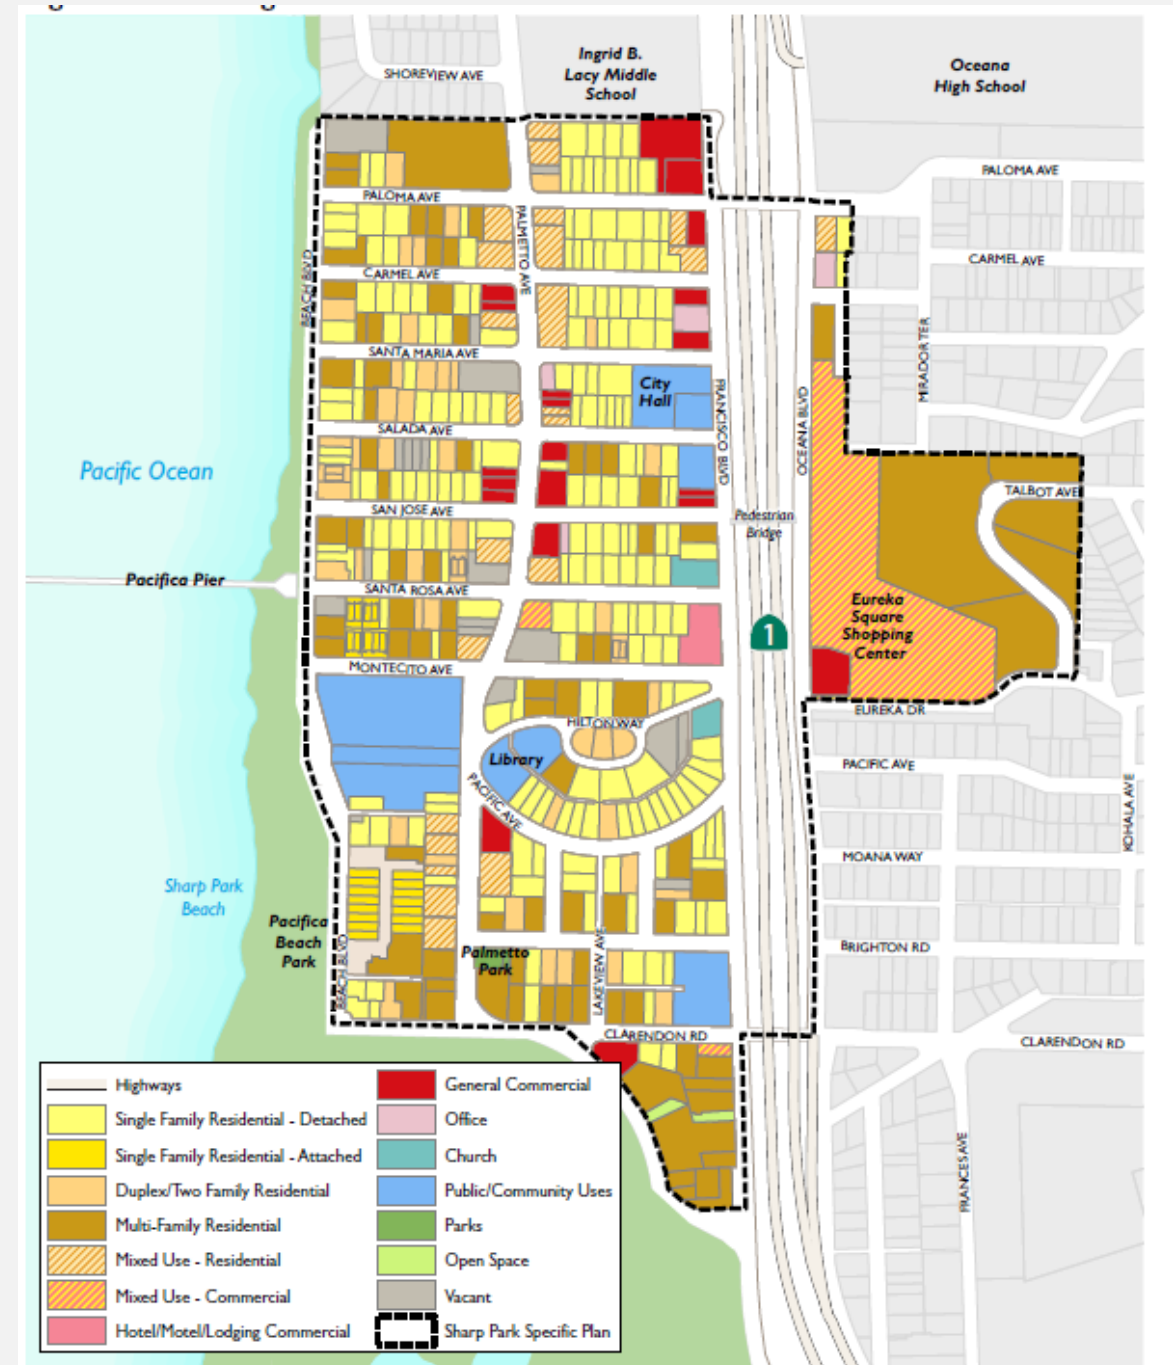 SHOREVIEW AVE
Ingrid B.
Lacy Middle
School
Oceana
High School
PALOMA AVE
PALOMA AVE
PALMETTO AVE
CARMEL AVE
CARMEL AVE
BEACH BLVD
SANTA MARIA AVE
MIRADOR TER
City
Hall
FRANCISCO BLVD
OCEANA BLVD
SALADA AVE
Pacific Ocean
TALBOT AVE
SAN JOSE AVE
Pedestrian
Bridge
Pacifica Pier
SANTA ROSA AVE
Eureka
Square
Shopping
Center
1
MONTECITO AVE
EUREKA DR
HILTON WAY
Library
PACIFIC AVE
PACIFIC AVE
KOHALA AVE
MOANA WAY
Sharp Park
Beach
Pacifica
Beach
Park
BEACH BLVD
Palmetto
Park
LAKEVIEW AVE
BRIGHTON RD
CLARENDON RD
CLARENDON RD
FRANCES AVE
Highways
Single Family Residential - Detached
Single Family Residential - Attached
Duplex/Two Family Residential
Multi-Family Residential
Mixed Use - Residential
Mixed Use - Commercial
Hotel/Motel/Lodging Commercial
General Commercial
Office
Church
Public/Community Uses
Parks
Open Space
Vacant
Sharp Park Specific Plan